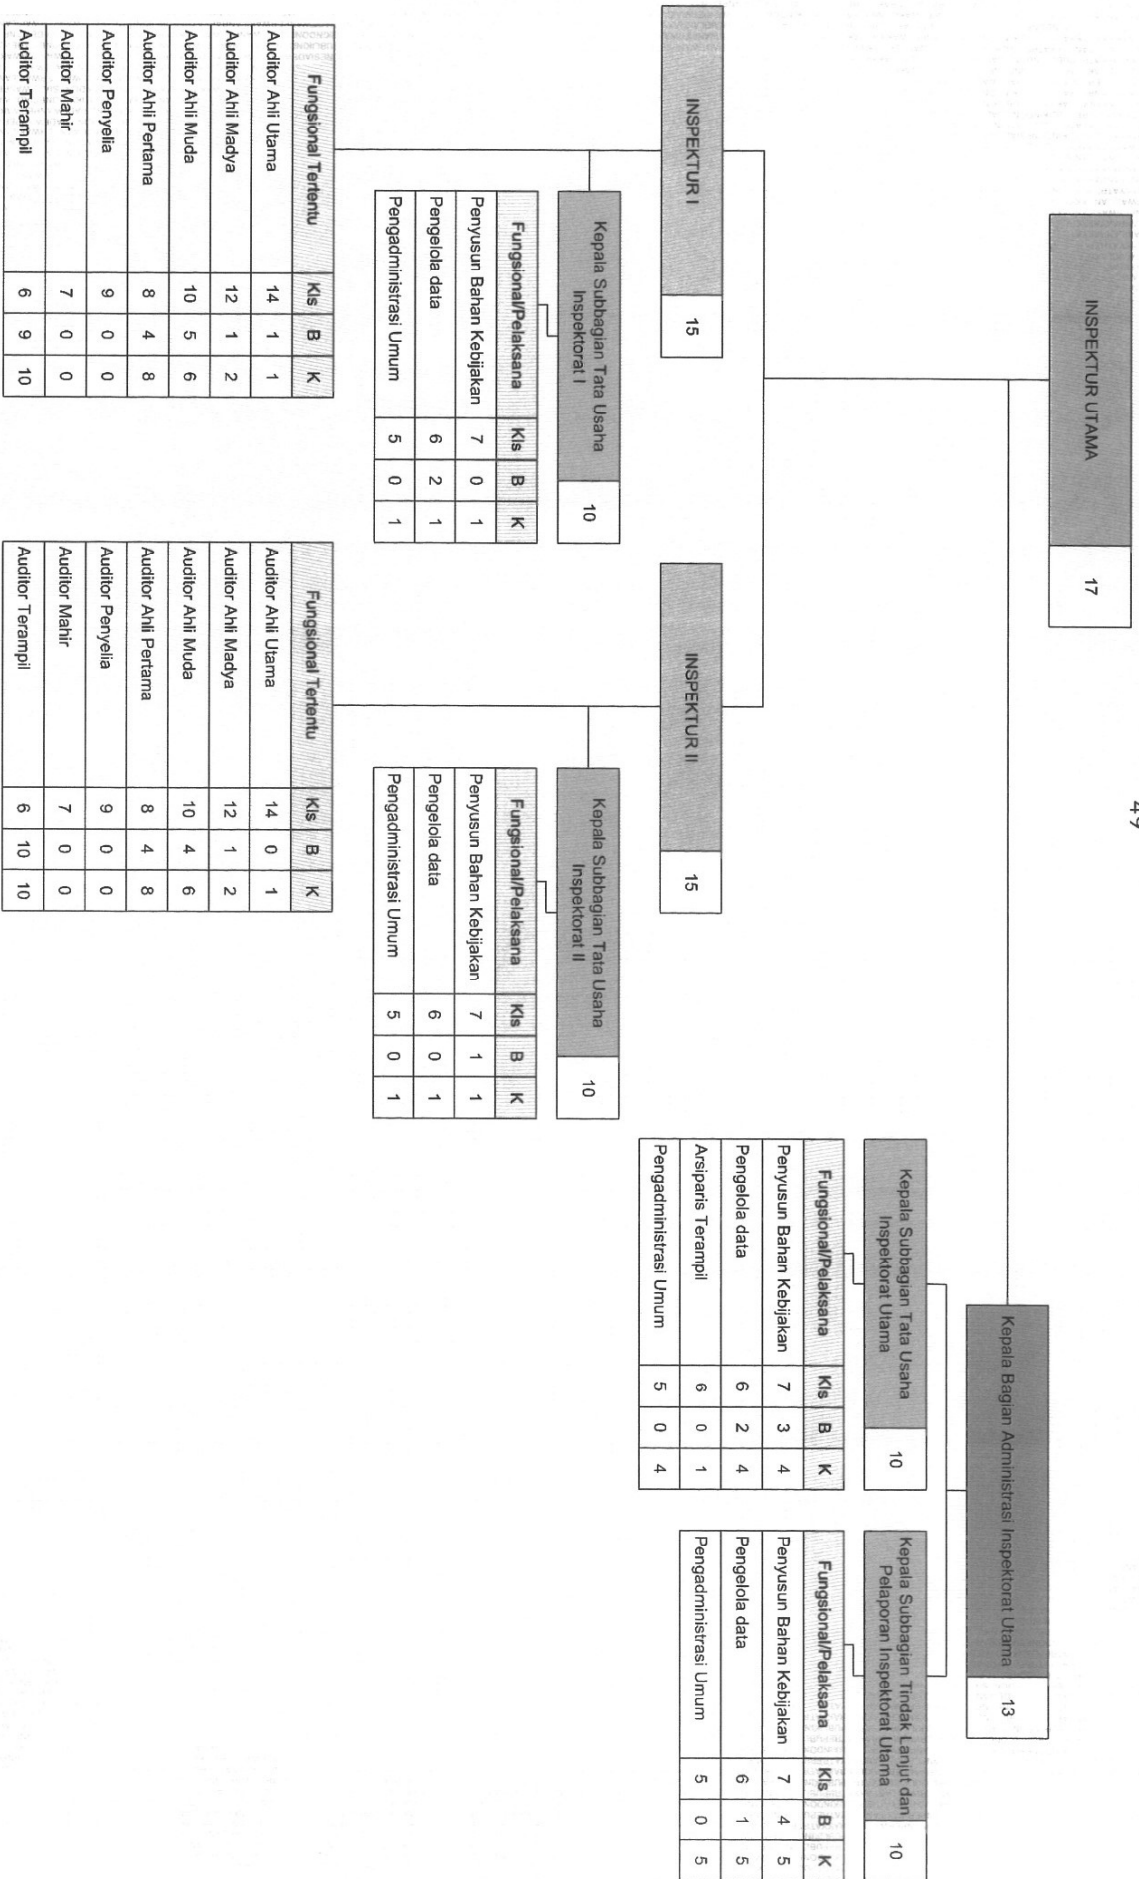 49
INSPEKTUR UTAMA 17
Kepala Bagian Administrasi Inspektorat Utama 13
Kepala Subbagian Tata Usaha
Inspektorat Utama 10
Fungsional/Pelaksana Kls B K
Penyusun Bahan Kebijakan 7 3 4
Pengelola data 6 2 4
Arsiparis Terampil 6 0 1
Pengadministrasi Umum 5 0 4
Kepala Subbagian Tindak Lanjut dan
Pelaporan Inspektorat Utama 10
Fungsional/Pelaksana Kls B K
Penyusun Bahan Kebijakan 7 4 5
Pengelola data 6 1 5
Pengadministrasi Umum 5 0 5
INSPEKTUR I 15
Kepala Subbagian Tata Usaha
Inspektorat I 10
Fungsional/Pelaksana Kls B K
Penyusun Bahan Kebijakan 7 0 1
Pengelola data 6 2 1
Pengadministrasi Umum 5 0 1
Fungsional Tertentu Kls B K
Auditor Ahli Utama 14 1 1
Auditor Ahli Madya 12 1 2
Auditor Ahli Muda 10 5 6
Auditor Ahli Pertama 8 4 8
Auditor Penyelia 9 0 0
Auditor Mahir 7 0 0
Auditor Terampil 6 9 10
INSPEKTUR II 15
Kepala Subbagian Tata Usaha
Inspektorat II 10
Fungsional/Pelaksana Kls B K
Penyusun Bahan Kebijakan 7 1 1
Pengelola data 6 0 1
Pengadministrasi Umum 5 0 1
Fungsional Tertentu Kls B K
Auditor Ahli Utama 14 0 1
Auditor Ahli Madya 12 1 2
Auditor Ahli Muda 10 4 6
Auditor Ahli Pertama 8 4 8
Auditor Penyelia 9 0 0
Auditor Mahir 7 0 0
Auditor Terampil 6 10 10